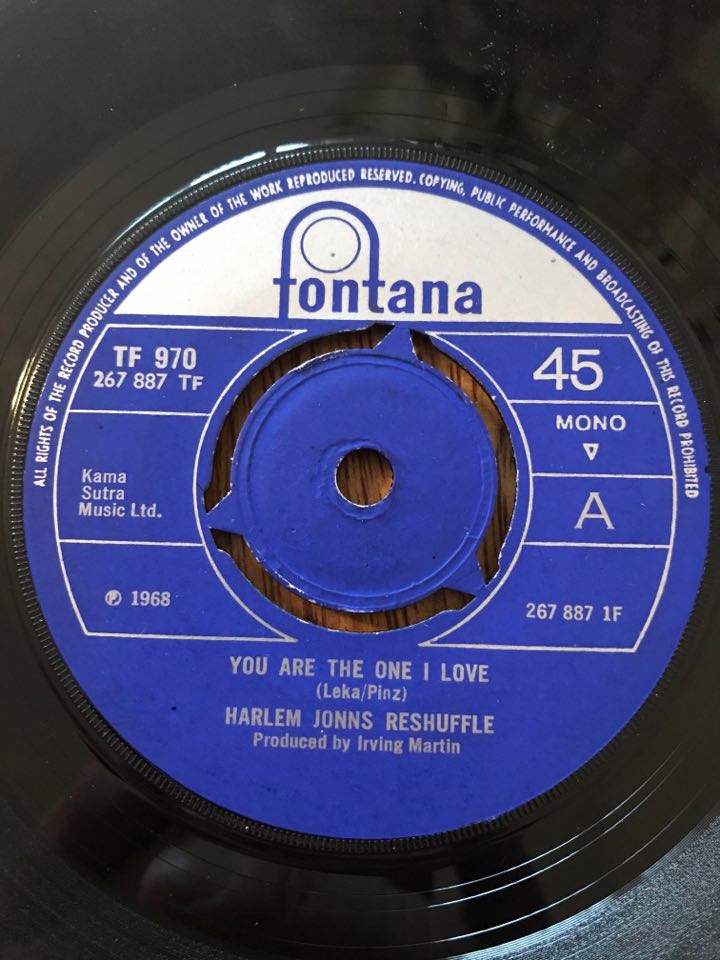 ALL RIGHTS OF THE RECORD PRODUCER AND OF THE OWNER OF THE WORK REPRODUCED RESERVED. COPYING, PUBLIC PERFORMANCE AND BROADCASTING OF THIS RECORD PROHIBITED
fontana
TF 970
267 887 TF
45
MONO
Kama
Sutra
Music Ltd.
A
℗ 1968
267 887 1F
YOU ARE THE ONE I LOVE
(Leka/Pinz)
HARLEM JONNS RESHUFFLE
Produced by Irving Martin